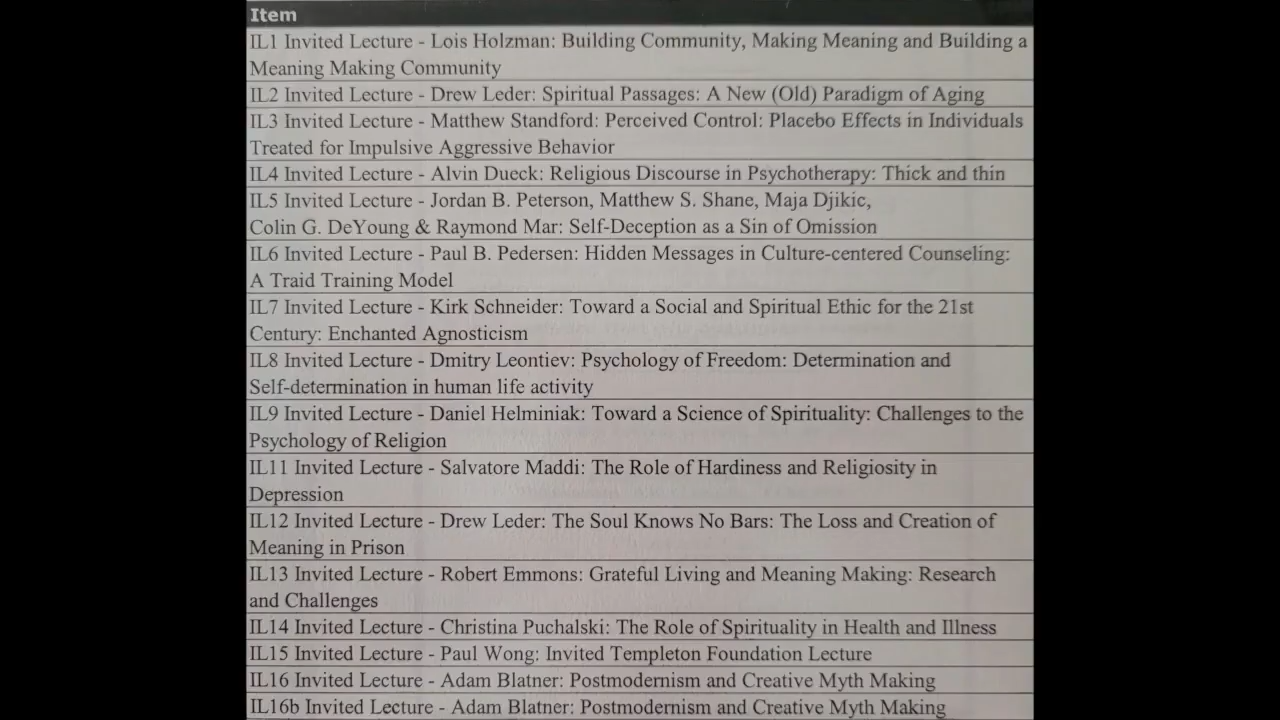 Item
IL1 Invited Lecture - Lois Holzman: Building Community, Making Meaning and Building a
Meaning Making Community
IL2 Invited Lecture - Drew Leder: Spiritual Passages: A New (Old) Paradigm of Aging
IL3 Invited Lecture - Matthew Standford: Perceived Control: Placebo Effects in Individuals
Treated for Impulsive Aggressive Behavior
IL4 Invited Lecture - Alvin Dueck: Religious Discourse in Psychotherapy: Thick and thin
IL5 Invited Lecture - Jordan B. Peterson, Matthew S. Shane, Maja Djikic,
Colin G. DeYoung & Raymond Mar: Self-Deception as a Sin of Omission
IL6 Invited Lecture - Paul B. Pedersen: Hidden Messages in Culture-centered Counseling:
A Traid Training Model
IL7 Invited Lecture - Kirk Schneider: Toward a Social and Spiritual Ethic for the 21st
Century: Enchanted Agnosticism
IL8 Invited Lecture - Dmitry Leontiev: Psychology of Freedom: Determination and
Self-determination in human life activity
IL9 Invited Lecture - Daniel Helminiak: Toward a Science of Spirituality: Challenges to the
Psychology of Religion
IL11 Invited Lecture - Salvatore Maddi: The Role of Hardiness and Religiosity in
Depression
IL12 Invited Lecture - Drew Leder: The Soul Knows No Bars: The Loss and Creation of
Meaning in Prison
IL13 Invited Lecture - Robert Emmons: Grateful Living and Meaning Making: Research
and Challenges
IL14 Invited Lecture - Christina Puchalski: The Role of Spirituality in Health and Illness
IL15 Invited Lecture - Paul Wong: Invited Templeton Foundation Lecture
IL16 Invited Lecture - Adam Blatner: Postmodernism and Creative Myth Making
IL16b Invited Lecture - Adam Blatner: Postmodernism and Creative Myth Making